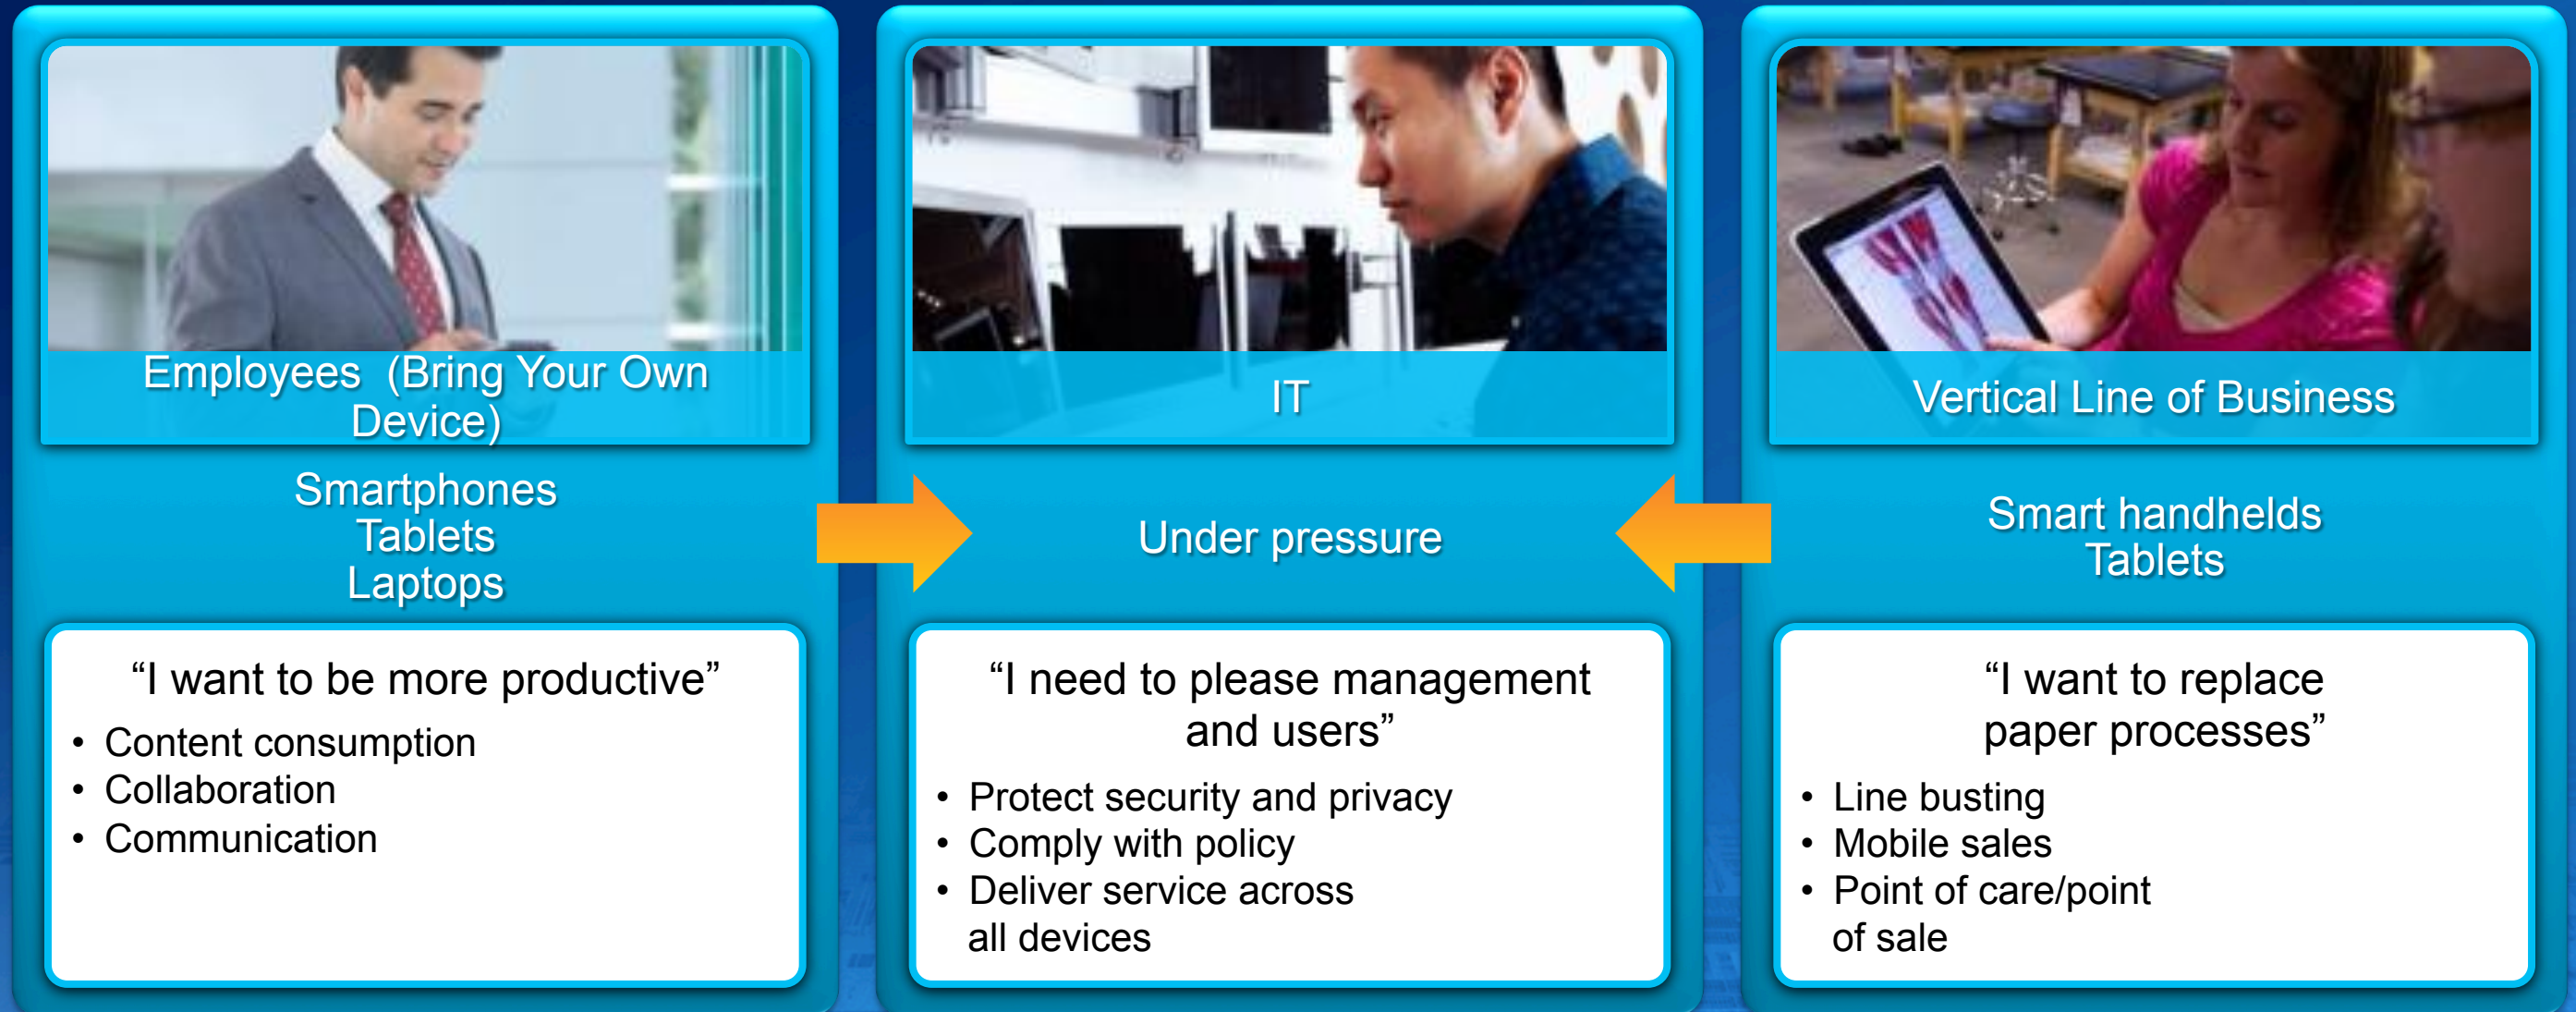 Employees (Bring Your Own
Device)
Smartphones
Tablets
Laptops
“I want to be more productive”
• Content consumption
• Collaboration
• Communication
IT
Under pressure
“I need to please management
and users”
• Protect security and privacy
• Comply with policy
• Deliver service across
all devices
Vertical Line of Business
Smart handhelds
Tablets
“I want to replace
paper processes”
• Line busting
• Mobile sales
• Point of care/point
of sale